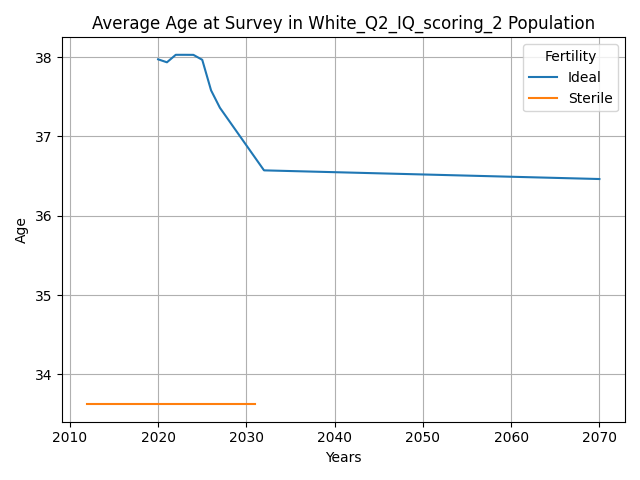 Average Age at Survey in White_Q2_IQ_scoring_2 Population
Fertility
Ideal
Sterile
38
37
36
35
34
Age
2010 2020 2030 2040 2050 2060 2070
Years